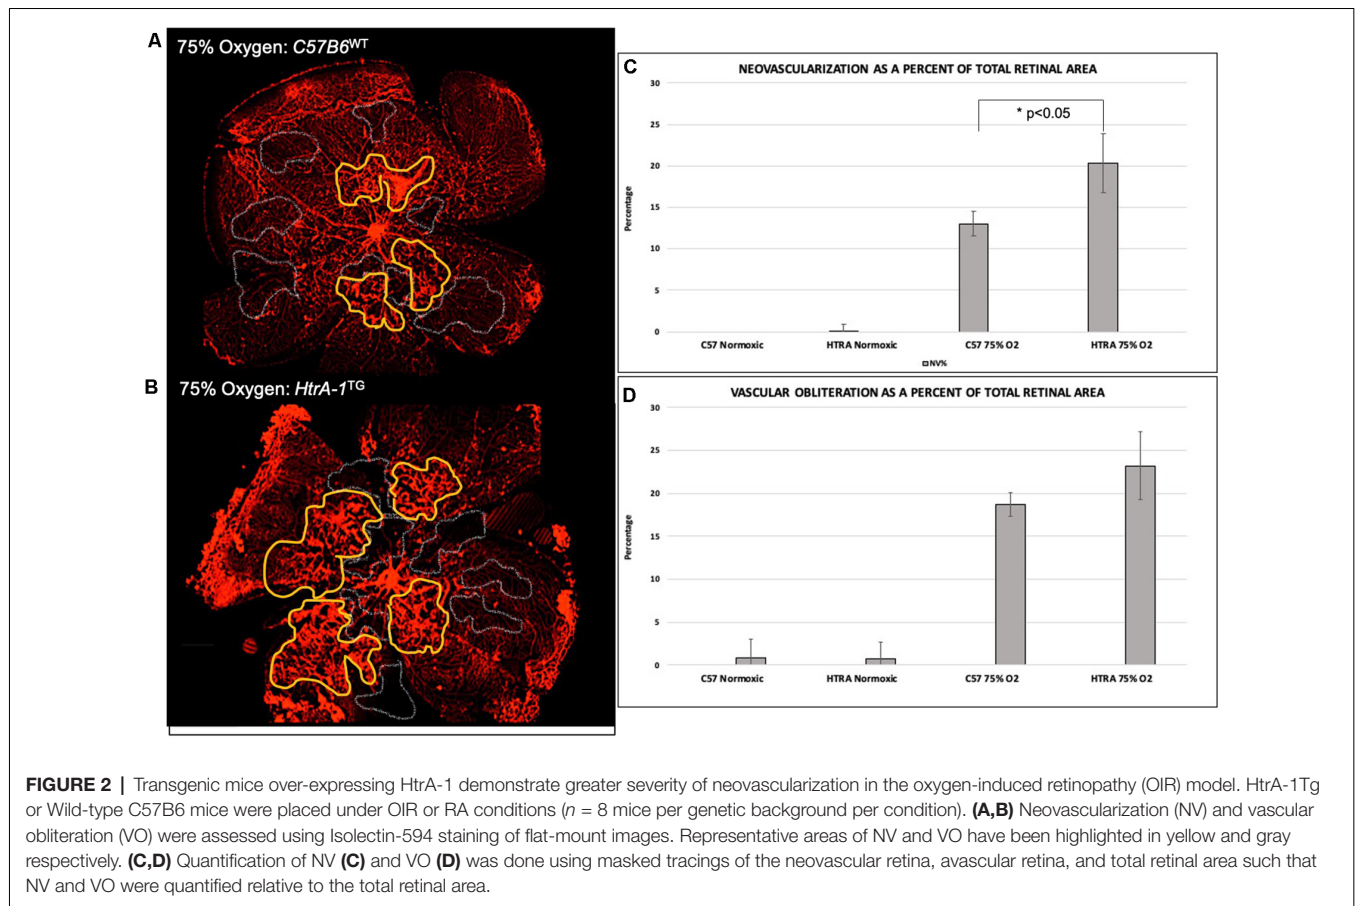 A
75% Oxygen: C57B6WT
B
75% Oxygen: HtrA-1TG
C
NEOVASCULARIZATION AS A PERCENT OF TOTAL RETINAL AREA
30
25
20
15
10
5
0
Percentage
* p<0.05
C57 Normoxic
HTRA Normoxic
C57 75% O2
HTRA 75% O2
NV%
D
VASCULAR OBLITERATION AS A PERCENT OF TOTAL RETINAL AREA
30
25
20
15
10
5
0
Percentage
C57 Normoxic
HTRA Normoxic
C57 75% O2
HTRA 75% O2
FIGURE 2 | Transgenic mice over-expressing HtrA-1 demonstrate greater severity of neovascularization in the oxygen-induced retinopathy (OIR) model. HtrA-1Tg
or Wild-type C57B6 mice were placed under OIR or RA conditions (n = 8 mice per genetic background per condition). (A,B) Neovascularization (NV) and vascular
obliteration (VO) were assessed using Isolectin-594 staining of flat-mount images. Representative areas of NV and VO have been highlighted in yellow and gray
respectively. (C,D) Quantification of NV (C) and VO (D) was done using masked tracings of the neovascular retina, avascular retina, and total retinal area such that
NV and VO were quantified relative to the total retinal area.